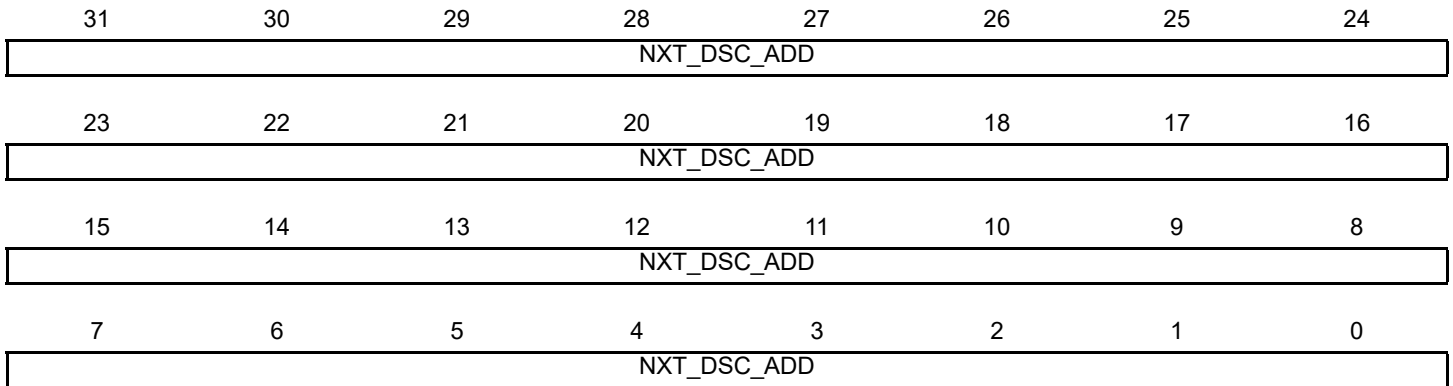 31 30 29 28 27 26 25 24
NXT_DSC_ADD
23 22 21 20 19 18 17 16
NXT_DSC_ADD
15 14 13 12 11 10 9 8
NXT_DSC_ADD
7 6 5 4 3 2 1 0
NXT_DSC_ADD